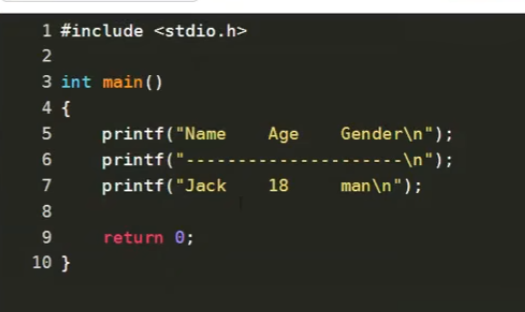 1 #include <stdio.h>
2
3 int main()
4 {
5     printf("Name    Age    Gender\n");
6     printf("---------------------\n");
7     printf("Jack    18     man\n");
8
9     return 0;
10 }